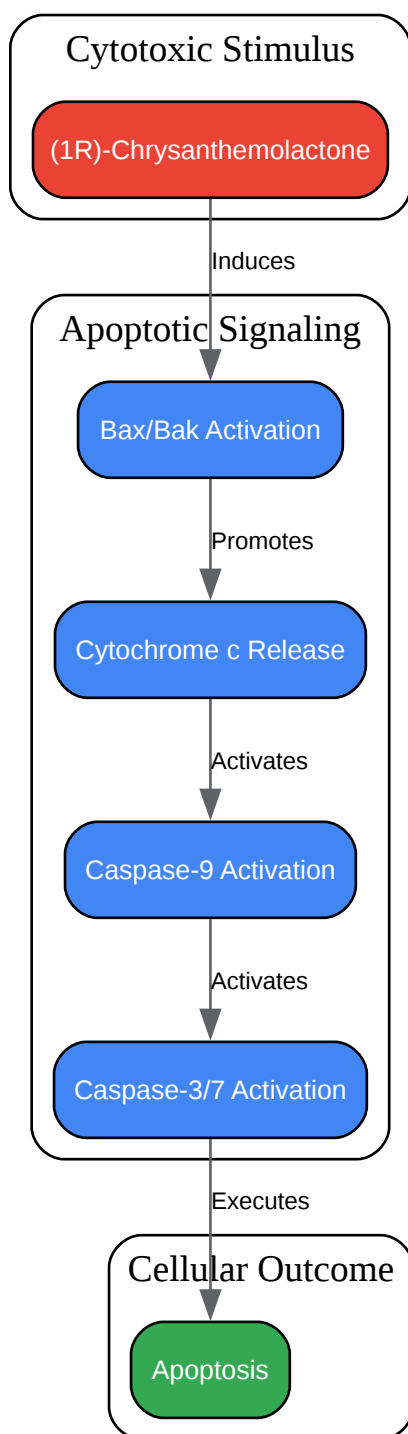 Cytotoxic Stimulus
(1R)-Chrysanthemolactone
Induces
Apoptotic Signaling
Bax/Bak Activation
Promotes
Cytochrome c Release
Activates
Caspase-9 Activation
Activates
Caspase-3/7 Activation
Executes
Cellular Outcome
Apoptosis